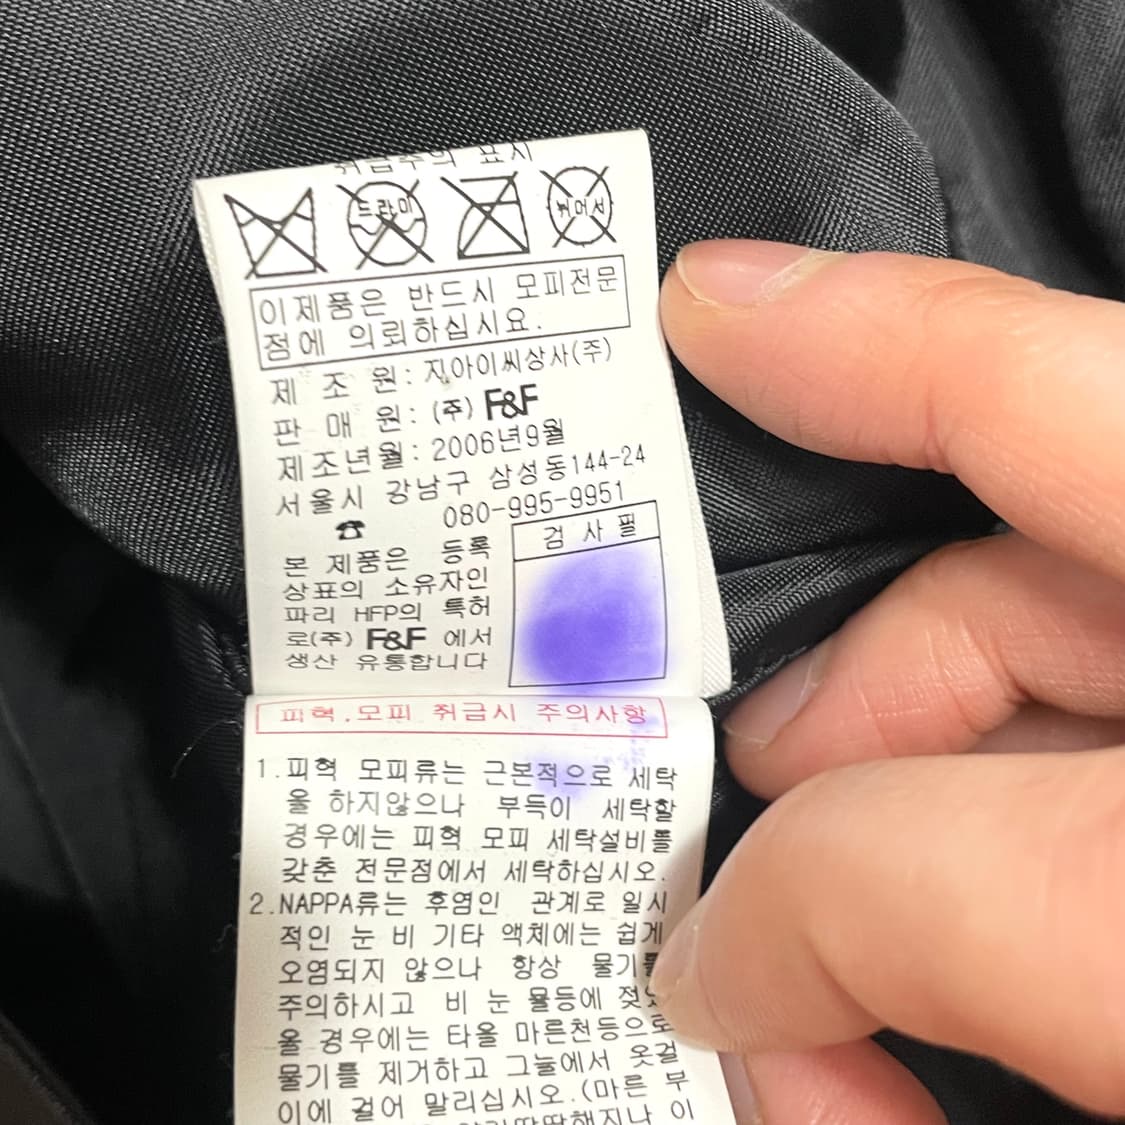 취급주의 표시
드라이
꺼어서
이제품은 반드시 모피전문
점에 의뢰하십시요.
제 조 원: 지아이씨상사(주)
판 매 원: (주) F&F
제조년월: 2006년9월
서울시 강남구 삼성동144-24
☎ 080-995-9951
검 사 필
본 제품은 등록
상표의 소유자인
파리 HFP의 특허
로(주) F&F 에서
생산 유통합니다
피혁.모피 취급시 주의사항
1.피혁 모피류는 근본적으로 세탁
을 하지않으나 부득이 세탁할
경우에는 피혁 모피 세탁설비를
갖춘 전문점에서 세탁하십시오.
2.NAPPA류는 후염인 관계로 일시
적인 눈 비 기타 액체에는 쉽게
오염되지 않으나 항상 물기를
주의하시고 비 눈 물등에 젖었
을 경우에는 타올 마른천등으로
물기를 제거하고 그늘에서 옷걸
이에 걸어 말리십시오.(마른 부
이